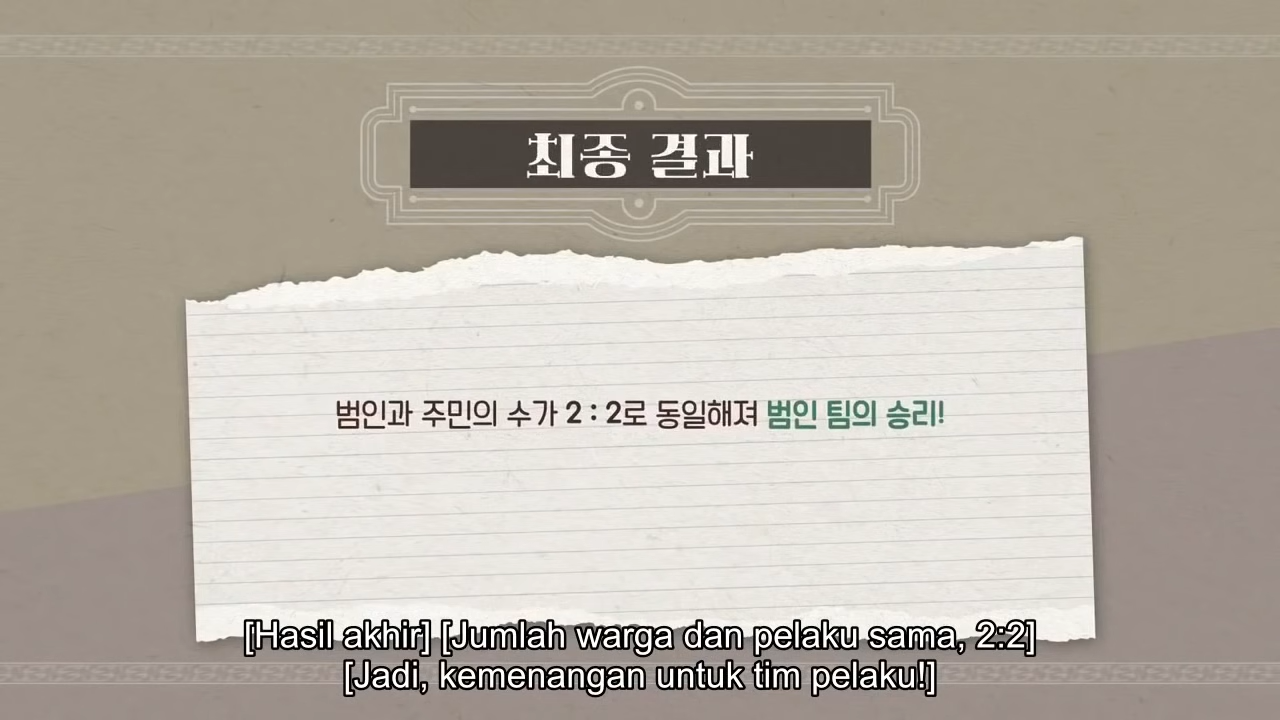 최종 결과
범인과 주민의 수가 2 : 2로 동일해져 범인 팀의 승리!
[Hasil akhir] [Jumlah warga dan pelaku sama, 2:2]
[Jadi, kemenangan untuk tim pelaku!]